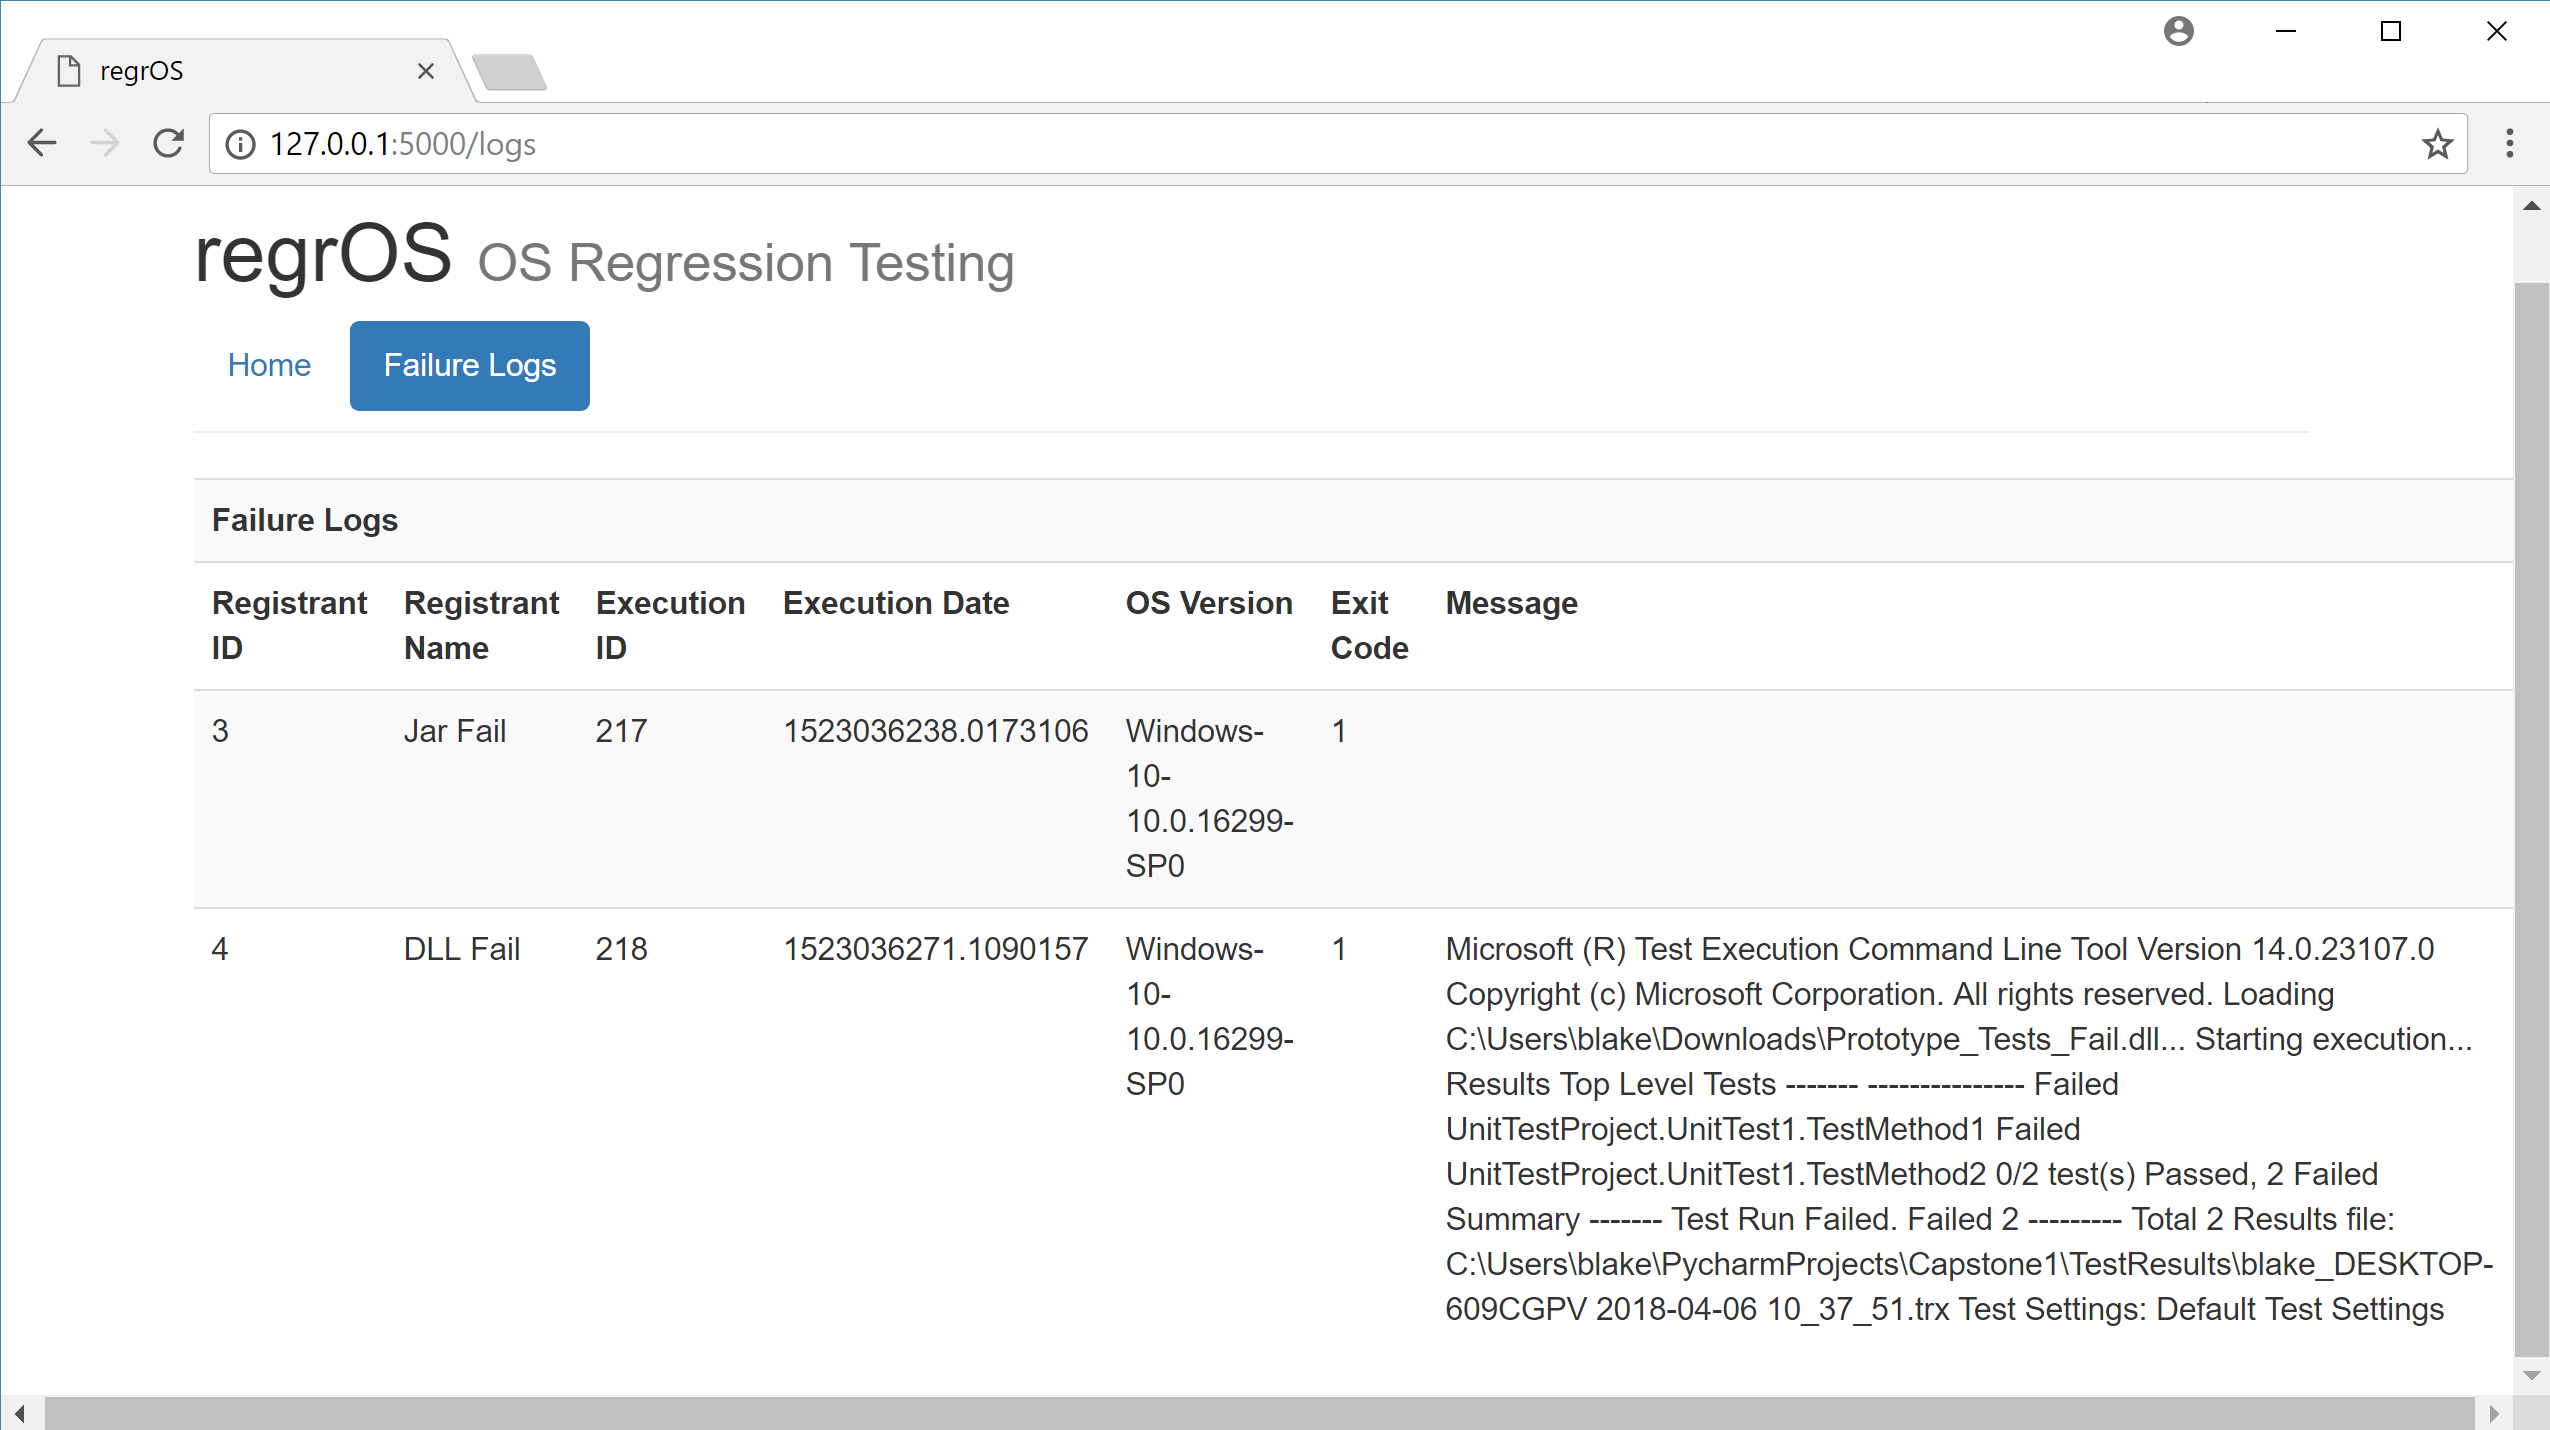 regrOS
127.0.0.1:5000/logs
regrOS OS Regression Testing
Home Failure Logs
Failure Logs
Registrant ID Registrant Name Execution ID Execution Date OS Version Exit Code Message
3 Jar Fail 217 1523036238.0173106 Windows-10-10.0.16299-SP0 1
4 DLL Fail 218 1523036271.1090157 Windows-10-10.0.16299-SP0 1
Microsoft (R) Test Execution Command Line Tool Version 14.0.23107.0
Copyright (c) Microsoft Corporation. All rights reserved. Loading
C:\Users\blake\Downloads\Prototype_Tests_Fail.dll... Starting execution...
Results Top Level Tests ------- --------------- Failed
UnitTestProject.UnitTest1.TestMethod1 Failed
UnitTestProject.UnitTest1.TestMethod2 0/2 test(s) Passed, 2 Failed
Summary ------- Test Run Failed. Failed 2 --------- Total 2 Results file:
C:\Users\blake\PycharmProjects\Capstone1\TestResults\blake_DESKTOP-
609CGPV 2018-04-06 10_37_51.trx Test Settings: Default Test Settings